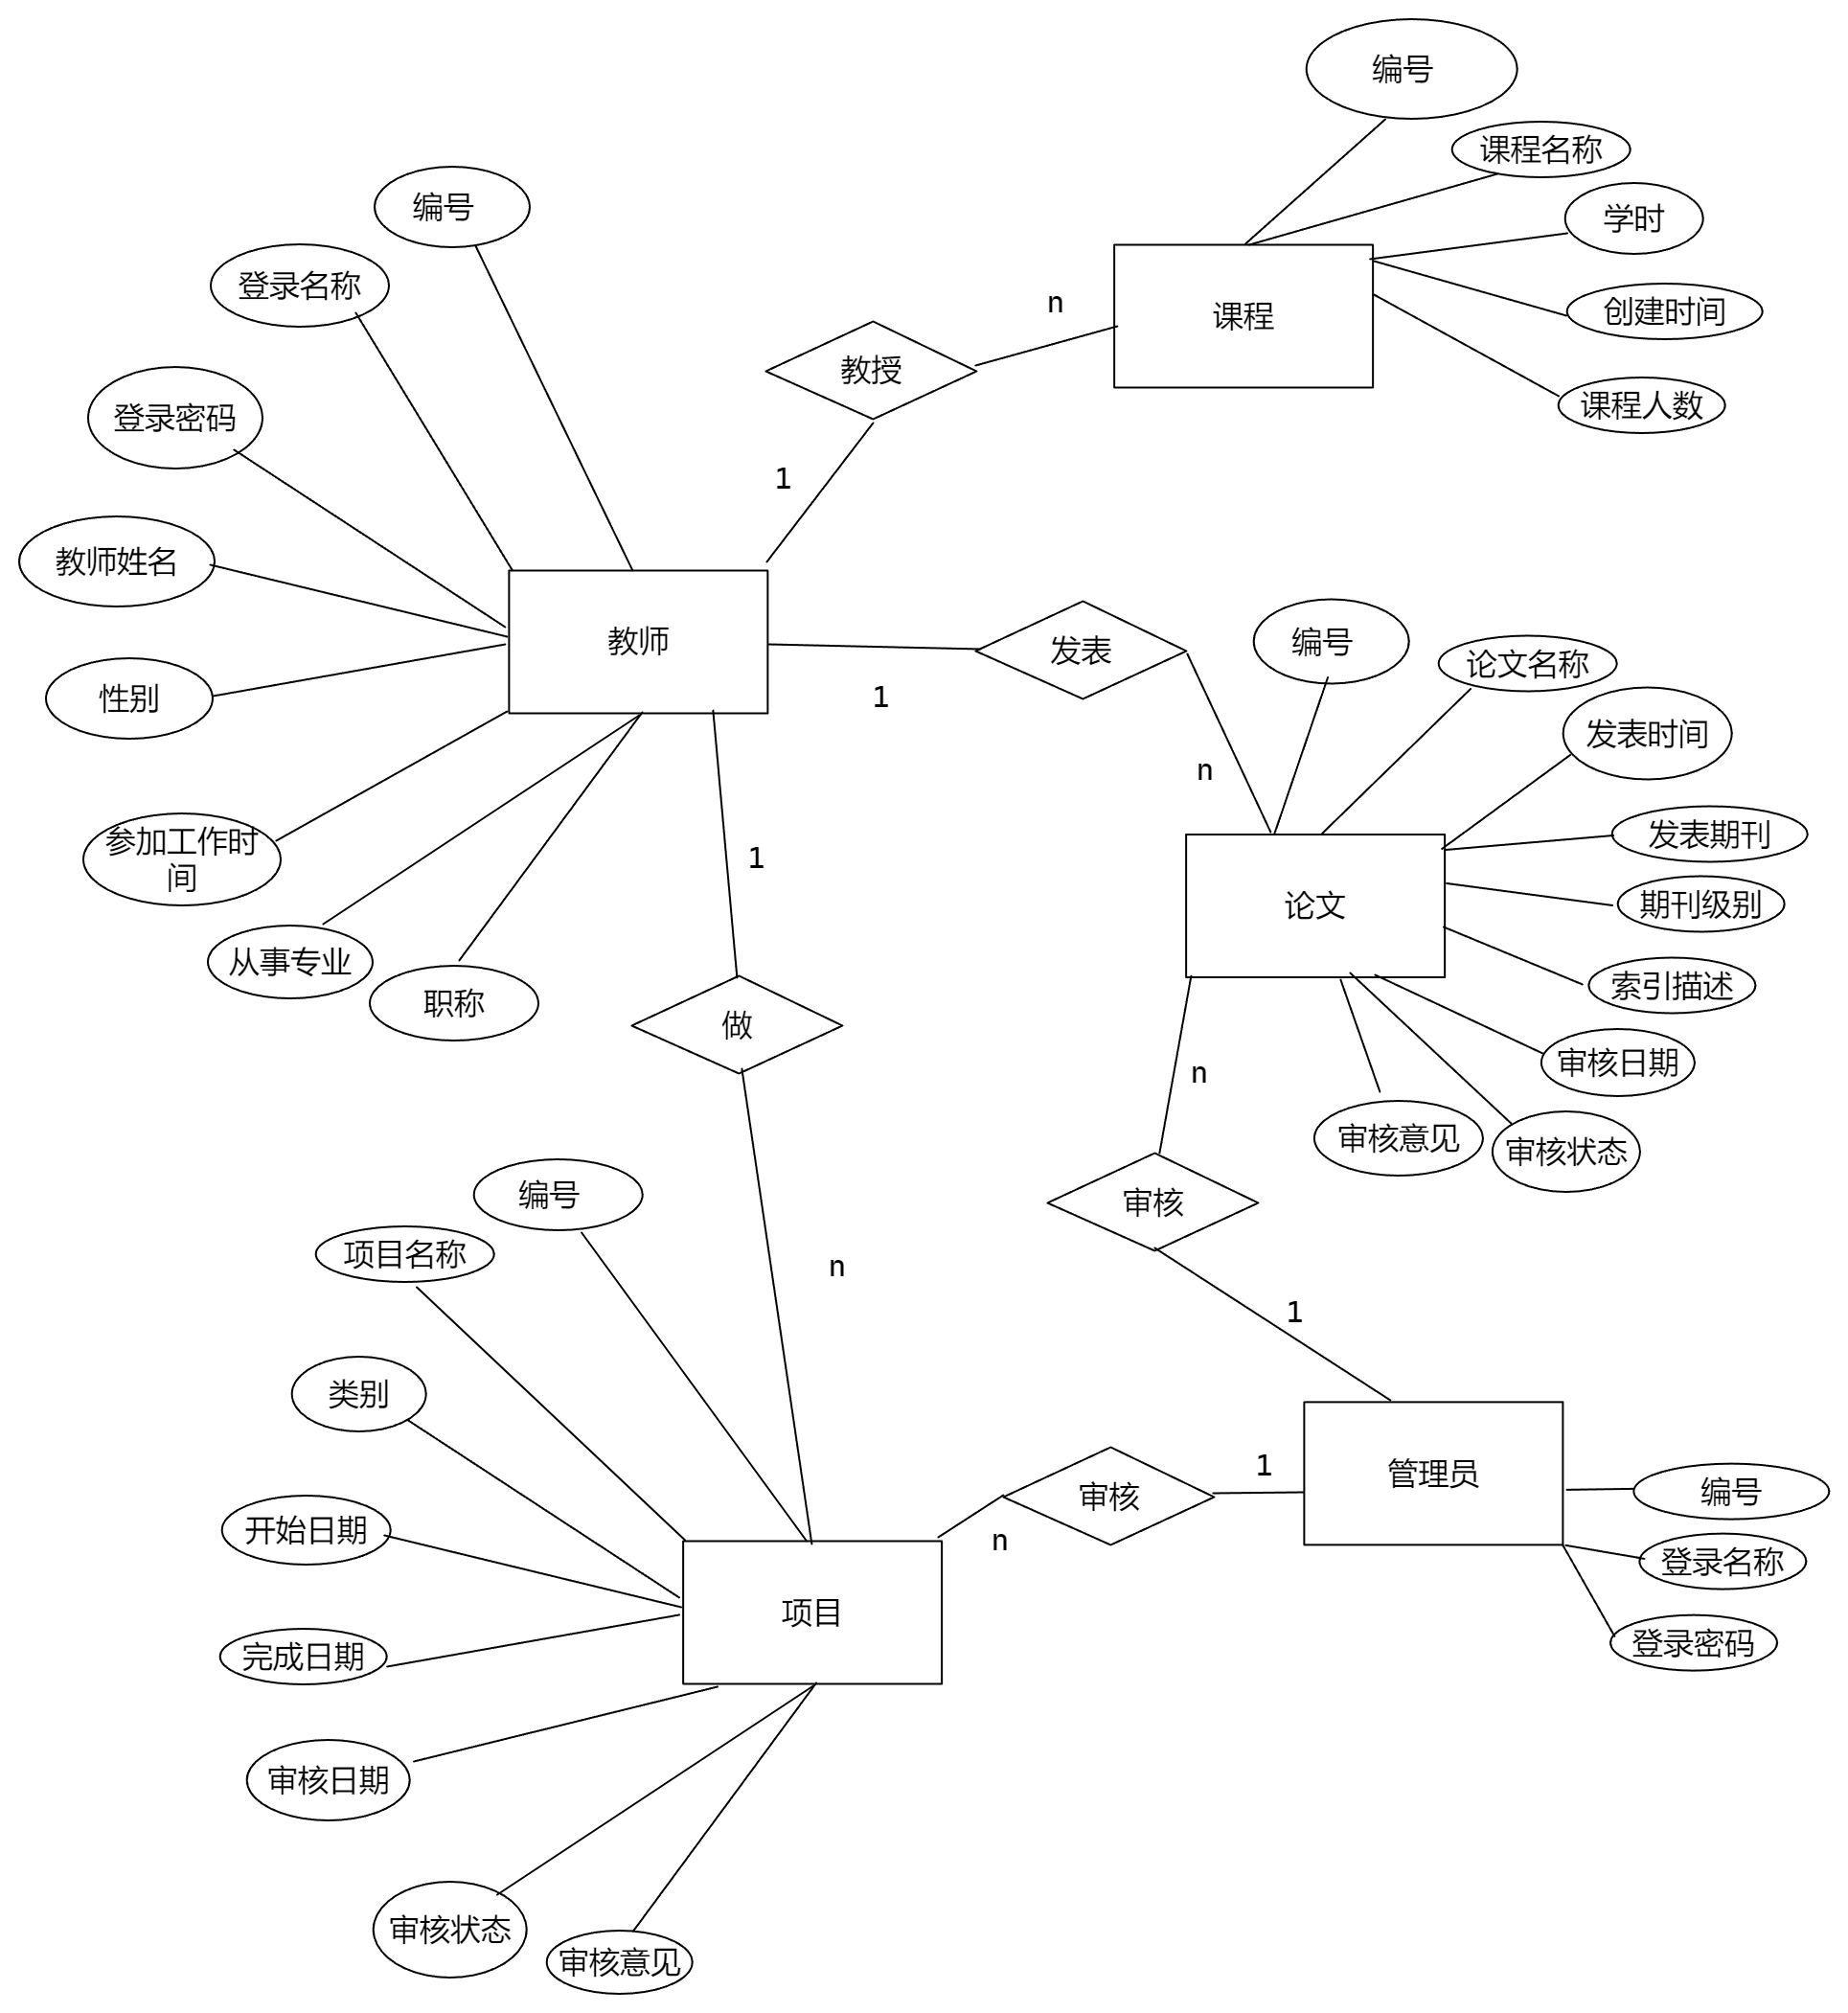 编号
课程名称
编号
学时
登录名称
n
创建时间
课程
教授
课程人数
登录密码
1
教师姓名
教师
发表
编号
论文名称
性别
1
发表时间
n
参加工作时
间
1
发表期刊
论文
期刊级别
从事专业
索引描述
职称
做
审核日期
n
审核意见
审核状态
编号
审核
项目名称
n
1
类别
1
管理员
编号
审核
开始日期
n
登录名称
项目
完成日期
登录密码
审核日期
审核状态
审核意见